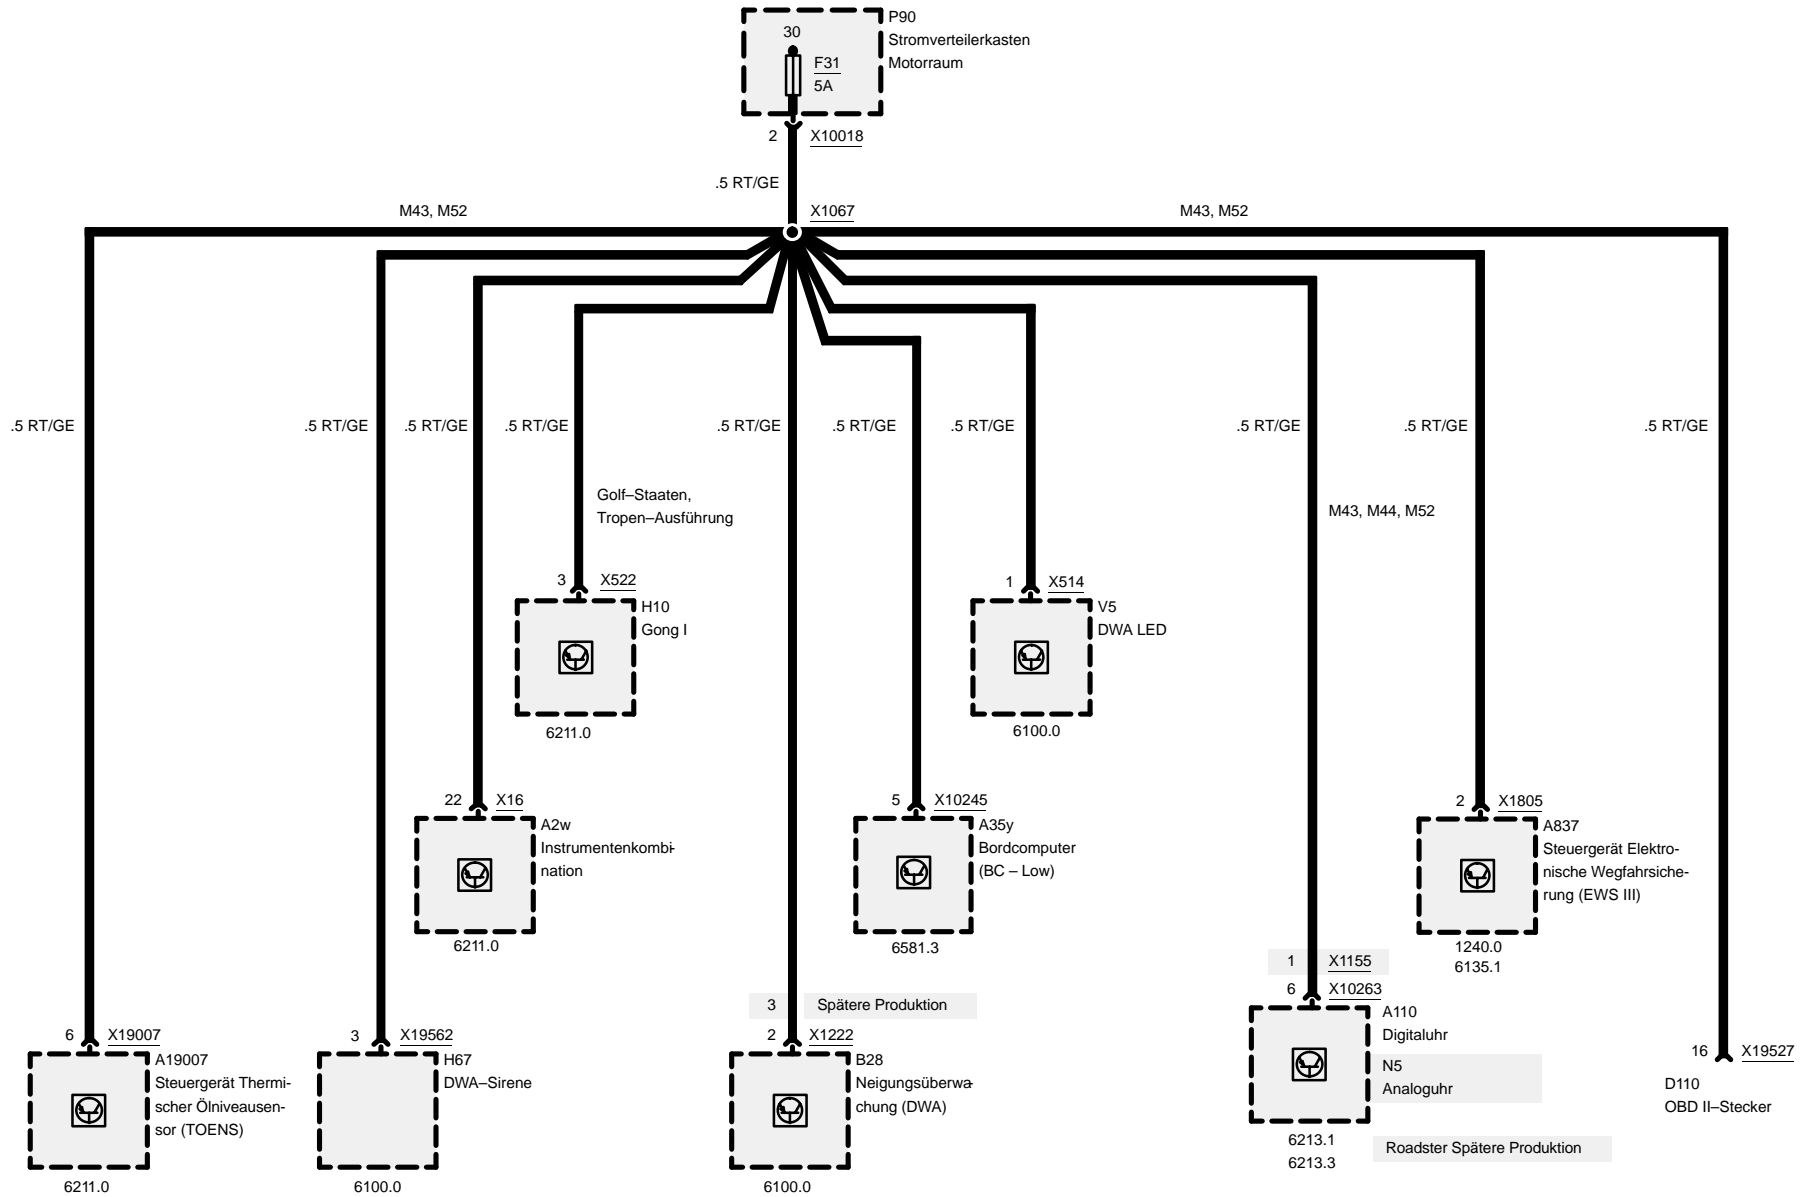 P90
30
Stromverteilerkasten
Motorraum
F31
5A
2
X10018
.5 RT/GE
M43, M52
X1067
M43, M52
.5 RT/GE
.5 RT/GE
.5 RT/GE
.5 RT/GE
.5 RT/GE
.5 RT/GE
.5 RT/GE
.5 RT/GE
.5 RT/GE
.5 RT/GE
Golf–Staaten,
Tropen–Ausführung
M43, M44, M52
3
X522
H10
Gong I
6211.0
1
X514
V5
DWA LED
6100.0
22
X16
A2w
Instrumentenkombi-
nation
6211.0
5
X10245
A35y
Bordcomputer
(BC – Low)
6581.3
2
X1805
A837
Steuergerät Elektro-
nische Wegfahrsiche-
rung (EWS III)
1240.0
6135.1
1
X1155
6
X10263
A110
Digitaluhr
N5
Analoguhr
6213.1
6213.3
Roadster Spätere Produktion
3
Spätere Produktion
2
X1222
B28
Neigungsüberwa-
chung (DWA)
6100.0
6
X19007
A19007
Steuergerät Thermi-
scher Ölniveausen-
sor (TOENS)
6211.0
3
X19562
H67
DWA–Sirene
6100.0
16
X19527
D110
OBD II–Stecker